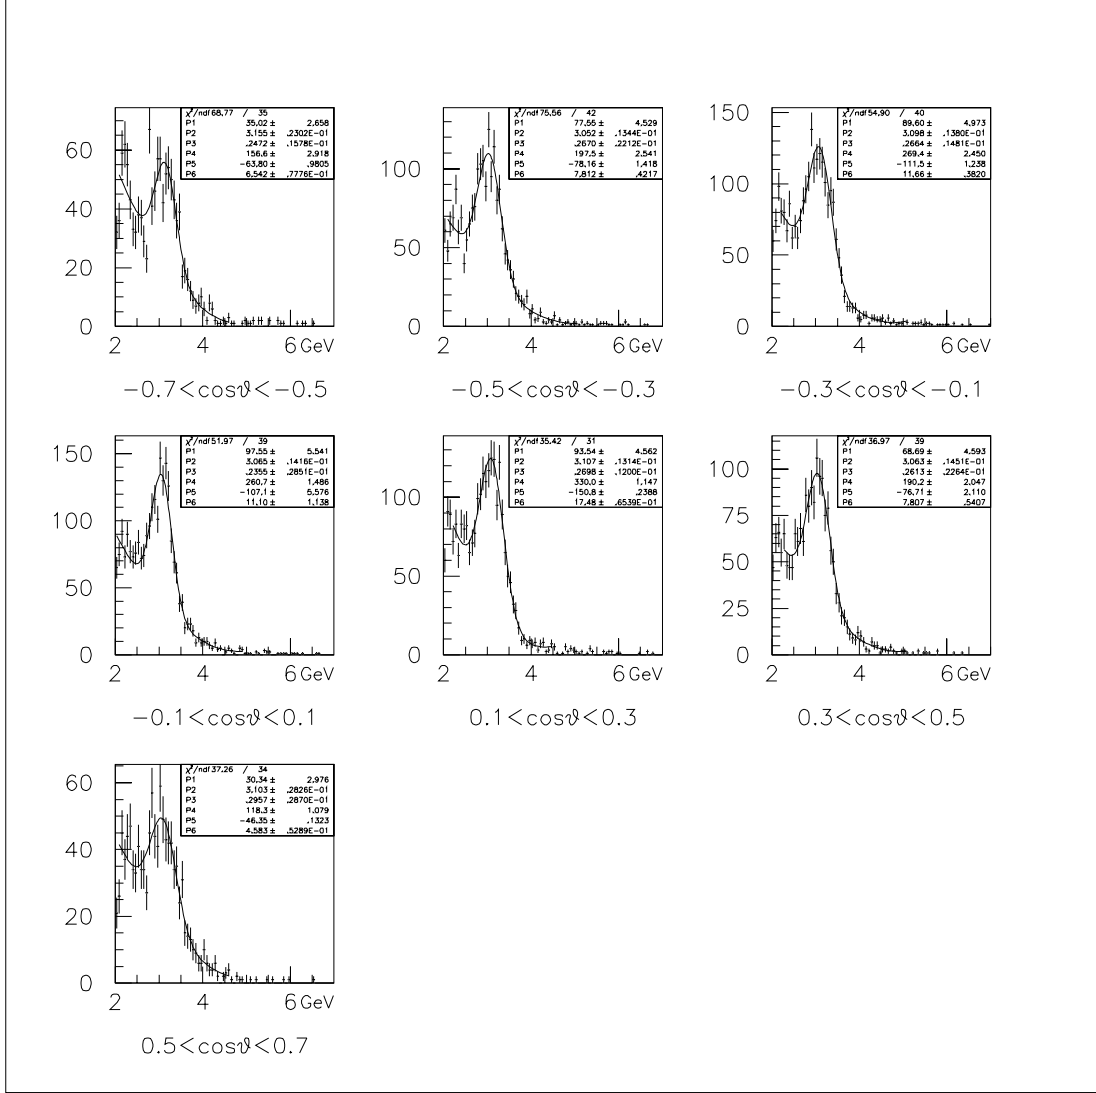 χ²/ndf 68.77 / 35
P1 35.02 ± 2.658
P2 3.155 ± .2302E-01
P3 .2472 ± .1578E-01
P4 156.6 ± 2.918
P5 -63.80 ± .9805
P6 6.542 ± .7776E-01
60
40
20
0
2 4 6 GeV
-0.7<cosϑ<-0.5
χ²/ndf 75.56 / 42
P1 77.55 ± 4.529
P2 3.052 ± .1344E-01
P3 .2670 ± .2212E-01
P4 197.5 ± 2.541
P5 -78.16 ± 1.418
P6 7.812 ± .4217
100
50
0
2 4 6 GeV
-0.5<cosϑ<-0.3
χ²/ndf 54.90 / 40
P1 89.60 ± 4.973
P2 3.098 ± .1380E-01
P3 .2664 ± .1481E-01
P4 269.4 ± 2.450
P5 -111.5 ± 1.238
P6 11.66 ± .3820
150
100
50
0
2 4 6 GeV
-0.3<cosϑ<-0.1
χ²/ndf 51.97 / 39
P1 97.55 ± 5.541
P2 3.065 ± .1416E-01
P3 .2355 ± .2851E-01
P4 260.7 ± 1.486
P5 -107.1 ± 5.576
P6 11.10 ± 1.138
150
100
50
0
2 4 6 GeV
-0.1<cosϑ<0.1
χ²/ndf 35.42 / 31
P1 93.54 ± 4.562
P2 3.107 ± .1314E-01
P3 .2698 ± .1200E-01
P4 330.0 ± 1.147
P5 -150.8 ± .2388
P6 17.48 ± .6539E-01
100
50
0
2 4 6 GeV
0.1<cosϑ<0.3
χ²/ndf 36.97 / 39
P1 68.69 ± 4.593
P2 3.063 ± .1451E-01
P3 .2613 ± .2264E-01
P4 190.2 ± 2.047
P5 -76.71 ± 2.110
P6 7.807 ± .5407
100
75
50
25
0
2 4 6 GeV
0.3<cosϑ<0.5
χ²/ndf 37.26 / 34
P1 30.34 ± 2.976
P2 3.103 ± .2826E-01
P3 .2957 ± .2870E-01
P4 118.3 ± 1.079
P5 -46.35 ± .1323
P6 4.583 ± .5289E-01
60
40
20
0
2 4 6 GeV
0.5<cosϑ<0.7